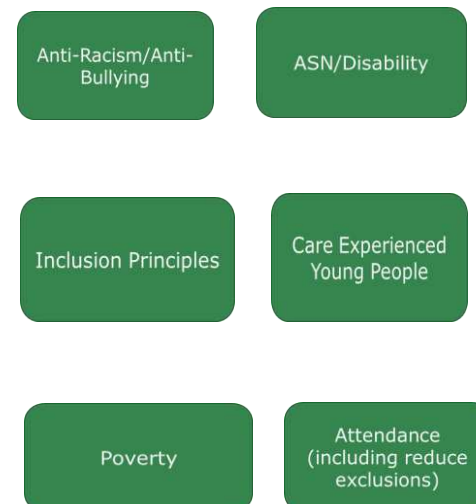 Anti-Racism/Anti-
Bullying
ASN/Disability
Inclusion Principles
Care Experienced
Young People
Poverty
Attendance
(including reduce
exclusions)